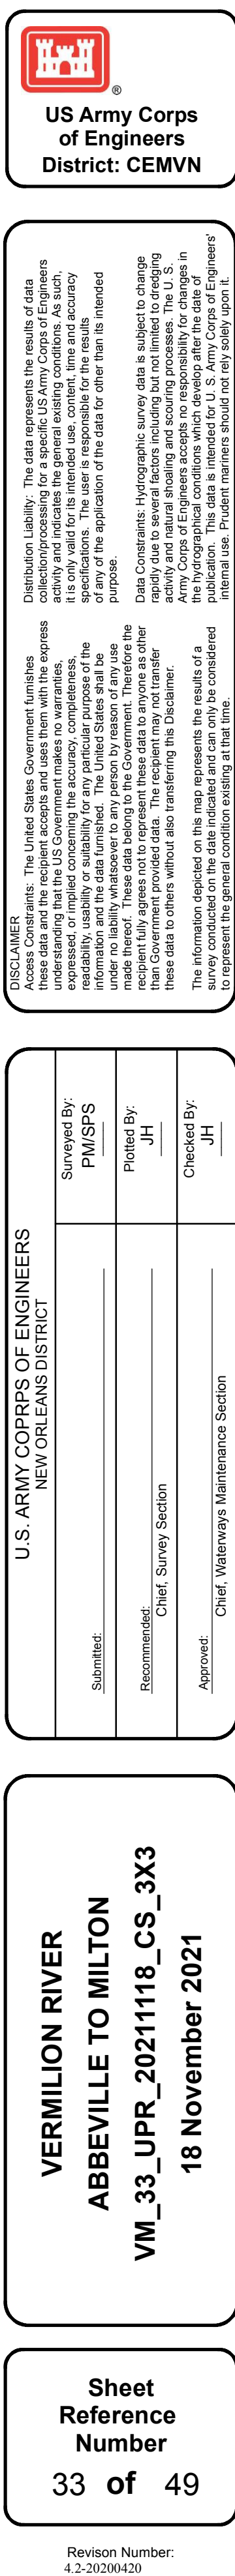 ®
US Army Corps
of Engineers
District: CEMVN
DISCLAIMER
Access Constraints: The United States Government furnishes
these data and the recipient accepts and uses them with the express
understanding that the US Government makes no warranties,
expressed, or implied concerning the accuracy, completeness,
readability, usability or suitability for any particular purpose of the
information and the data furnished. The United States shall be
under no liability whatsoever to any person by reason of any use
made thereof. These data belong to the Government. Therefore the
recipient fully agrees not to represent these data to anyone as other
than Government provided data. The recipient may not transfer
these data to others without also transferring this Disclaimer.
The information depicted on this map represents the results of a
survey conducted on the date indicated and can only be considered
to represent the general condition existing at that time.
Distribution Liability: The data represents the results of data
collection/processing for a specific US Army Corps of Engineers
activity and indicates the general existing conditions. As such,
it is only valid for its intended use, content, time and accuracy
specifications. The user is responsible for the results
of any of the application of the data for other than its intended
purpose.
Data Constraints: Hydrographic survey data is subject to change
rapidly due to several factors including but not limited to dredging
activity and natural shoaling and scouring processes. The U. S.
Army Corps of Engineers accepts no responsibility for changes in
the hydrographical conditions which develop after the date of
publication. This data is intended for U. S. Army Corps of Engineers'
internal use. Prudent mariners should not rely solely upon it.
U.S. ARMY COPRPS OF ENGINEERS
NEW ORLEANS DISTRICT
Submitted:
Surveyed By:
PM/SPS
Recommended:
Chief, Survey Section
Plotted By:
JH
Approved:
Chief, Waterways Maintenance Section
Checked By:
JH
VERMILION RIVER
ABBEVILLE TO MILTON
VM_33_UPR_20211118_CS_3X3
18 November 2021
Sheet
Reference
Number
33 of 49
Revison Number:
4.2-20200420